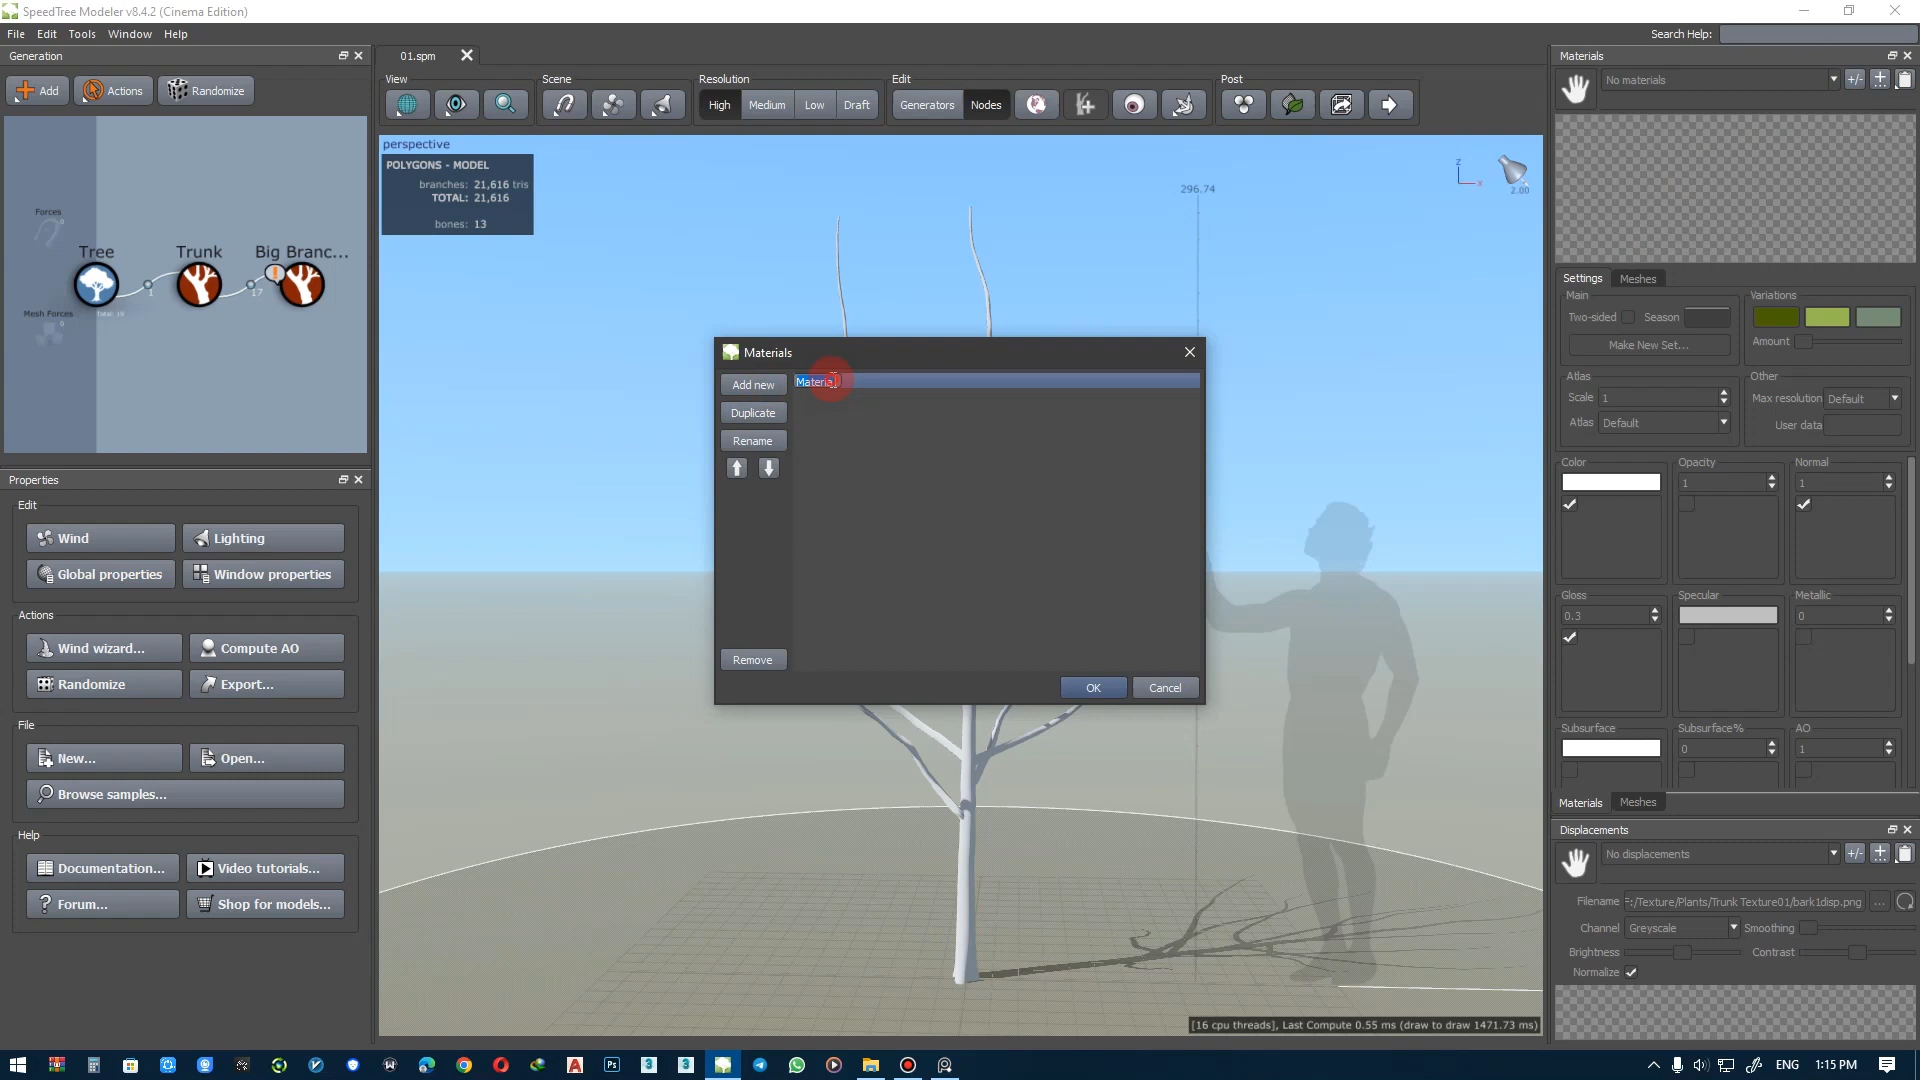 SpeedTree Modeler v8.4.2 (Cinema Edition)
File Edit Tools Window Help
Search Help:
Generation
Add Actions Randomize
Forces
Tree Trunk Big Branc...
1 17
Mesh Forces
Properties
Edit
Wind Lighting
Global properties Window properties
Actions
Wind wizard... Compute AO
Randomize Export...
File
New... Open...
Browse samples...
Help
Documentation... Video tutorials...
Forum... Shop for models...
01.spm
View Scene Resolution Edit Post
High Medium Low Draft Generators Nodes
perspective
POLYGONS - MODEL
branches: 21,616 tris
TOTAL: 21,616
bones: 13
296.74
z
x
2.00
Materials
Add new
Material
Duplicate
Rename
Remove
OK Cancel
[16 cpu threads], Last Compute 0.55 ms (draw to draw 1471.73 ms)
Materials
No materials
+/-
Settings Meshes
Main Variations
Two-sided Season
Make New Set... Amount
Atlas Other
Scale 1 Max resolution Default
Atlas Default User data
Color Opacity Normal
1 1
Gloss Specular Metallic
0.3 0
Subsurface Subsurface% AO
0 1
Materials Meshes
Displacements
No displacements
+/-
Filename F:/Texture/Plants/Trunk Texture01/bark1disp.png ...
Channel Greyscale Smoothing
Brightness Contrast
Normalize
ENG 1:15 PM